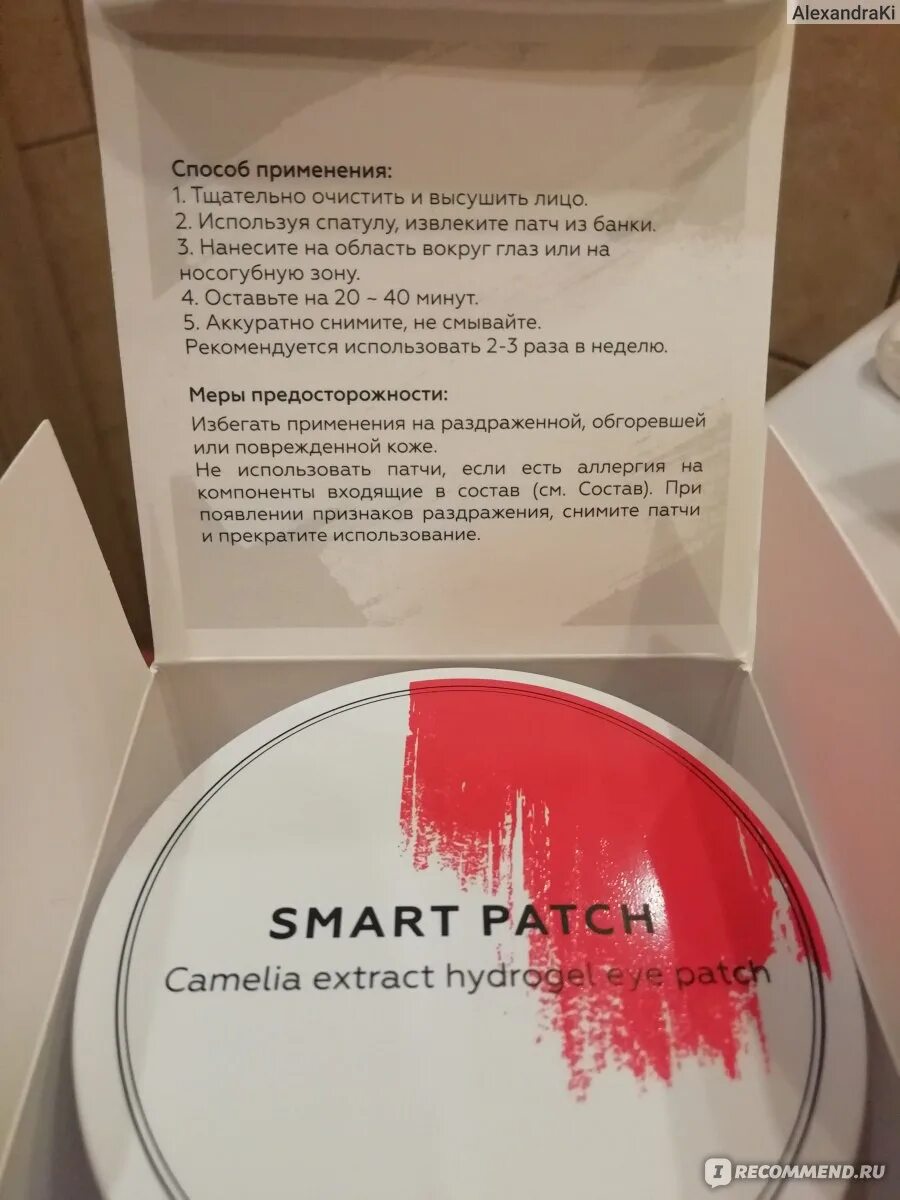 AlexandraKi
Способ применения:
1. Тщательно очистить и высушить лицо.
2. Используя спатулу, извлеките патч из банки.
3. Нанесите на область вокруг глаз или на
носогубную зону.
4. Оставьте на 20 ~ 40 минут.
5. Аккуратно снимите, не смывайте.
Рекомендуется использовать 2-3 раза в неделю.
Меры предосторожности:
Избегать применения на раздраженной, обгоревшей
или поврежденной коже.
Не использовать патчи, если есть аллергия на
компоненты входящие в состав (см. Состав). При
появлении признаков раздражения, снимите патчи
и прекратите использование.
SMART PATCH
Camelia extract hydrogel eye patch
IRECOMMEND.RU